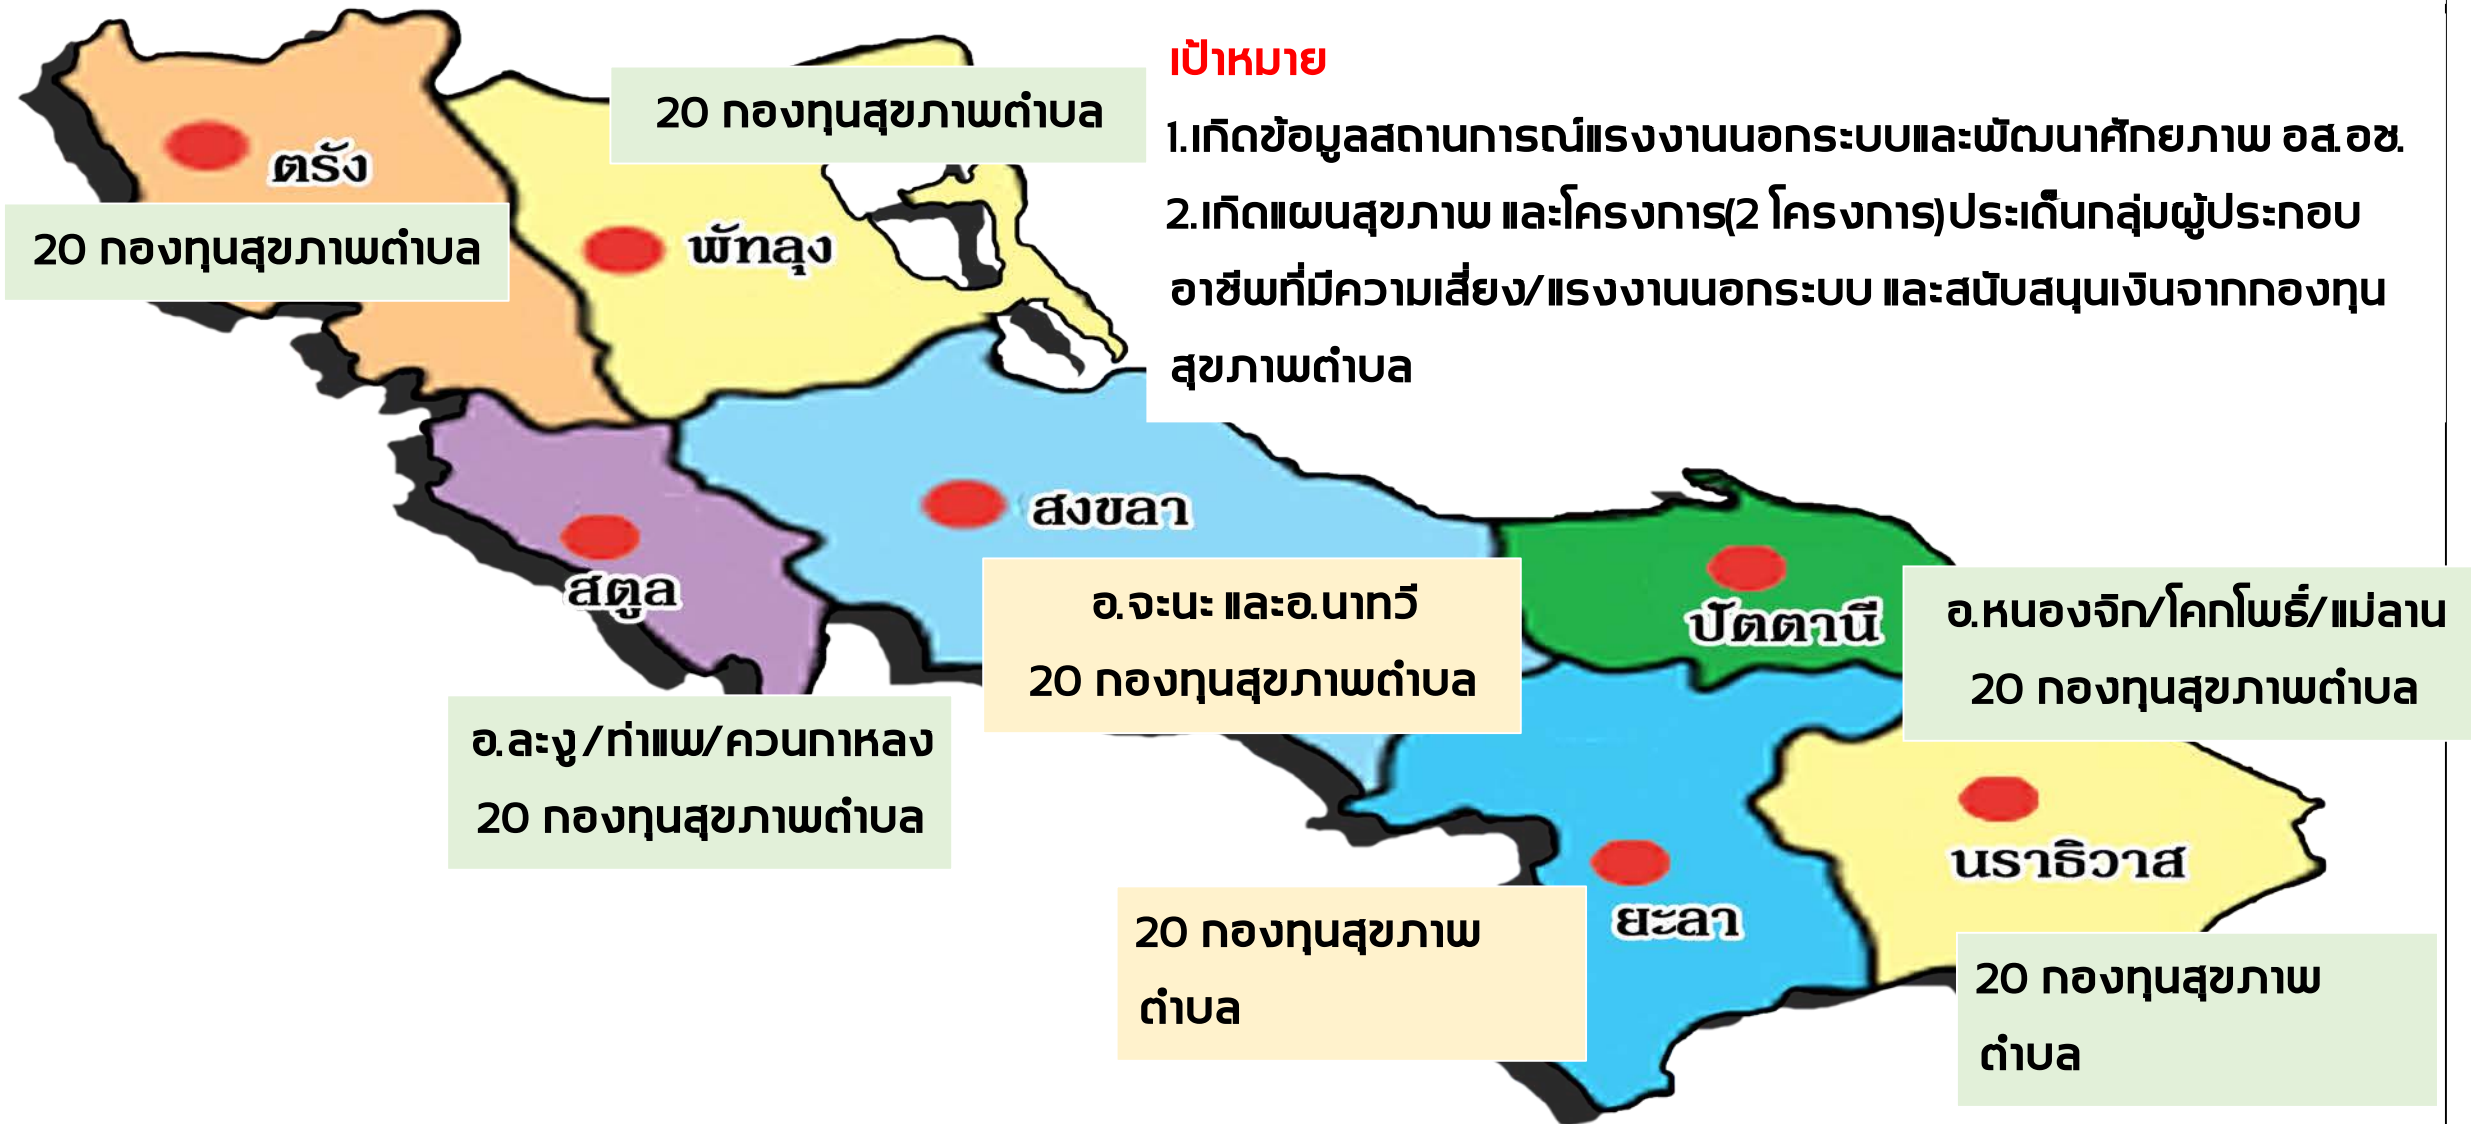 เป้าหมาย
1.เกิดข้อมูลสถานการณ์แรงงานนอกระบบและพัฒนาศักยภาพ อส.อช.
2.เกิดแผนสุขภาพ และโครงการ(2 โครงการ)ประเด็นกลุ่มผู้ประกอบ
อาชีพที่มีความเสี่ยง/แรงงานนอกระบบ และสนับสนุนเงินจากกองทุน
สุขภาพตำบล
20 กองทุนสุขภาพตำบล
ตรัง
20 กองทุนสุขภาพตำบล
พัทลุง
สงขลา
สตูล
อ.จะนะ และอ.นาทวี
20 กองทุนสุขภาพตำบล
ปัตตานี
อ.หนองจิก/โคกโพธิ์/แม่ลาน
20 กองทุนสุขภาพตำบล
อ.ละงู/ท่าแพ/ควนกาหลง
20 กองทุนสุขภาพตำบล
นราธิวาส
ยะลา
20 กองทุนสุขภาพ
ตำบล
20 กองทุนสุขภาพ
ตำบล